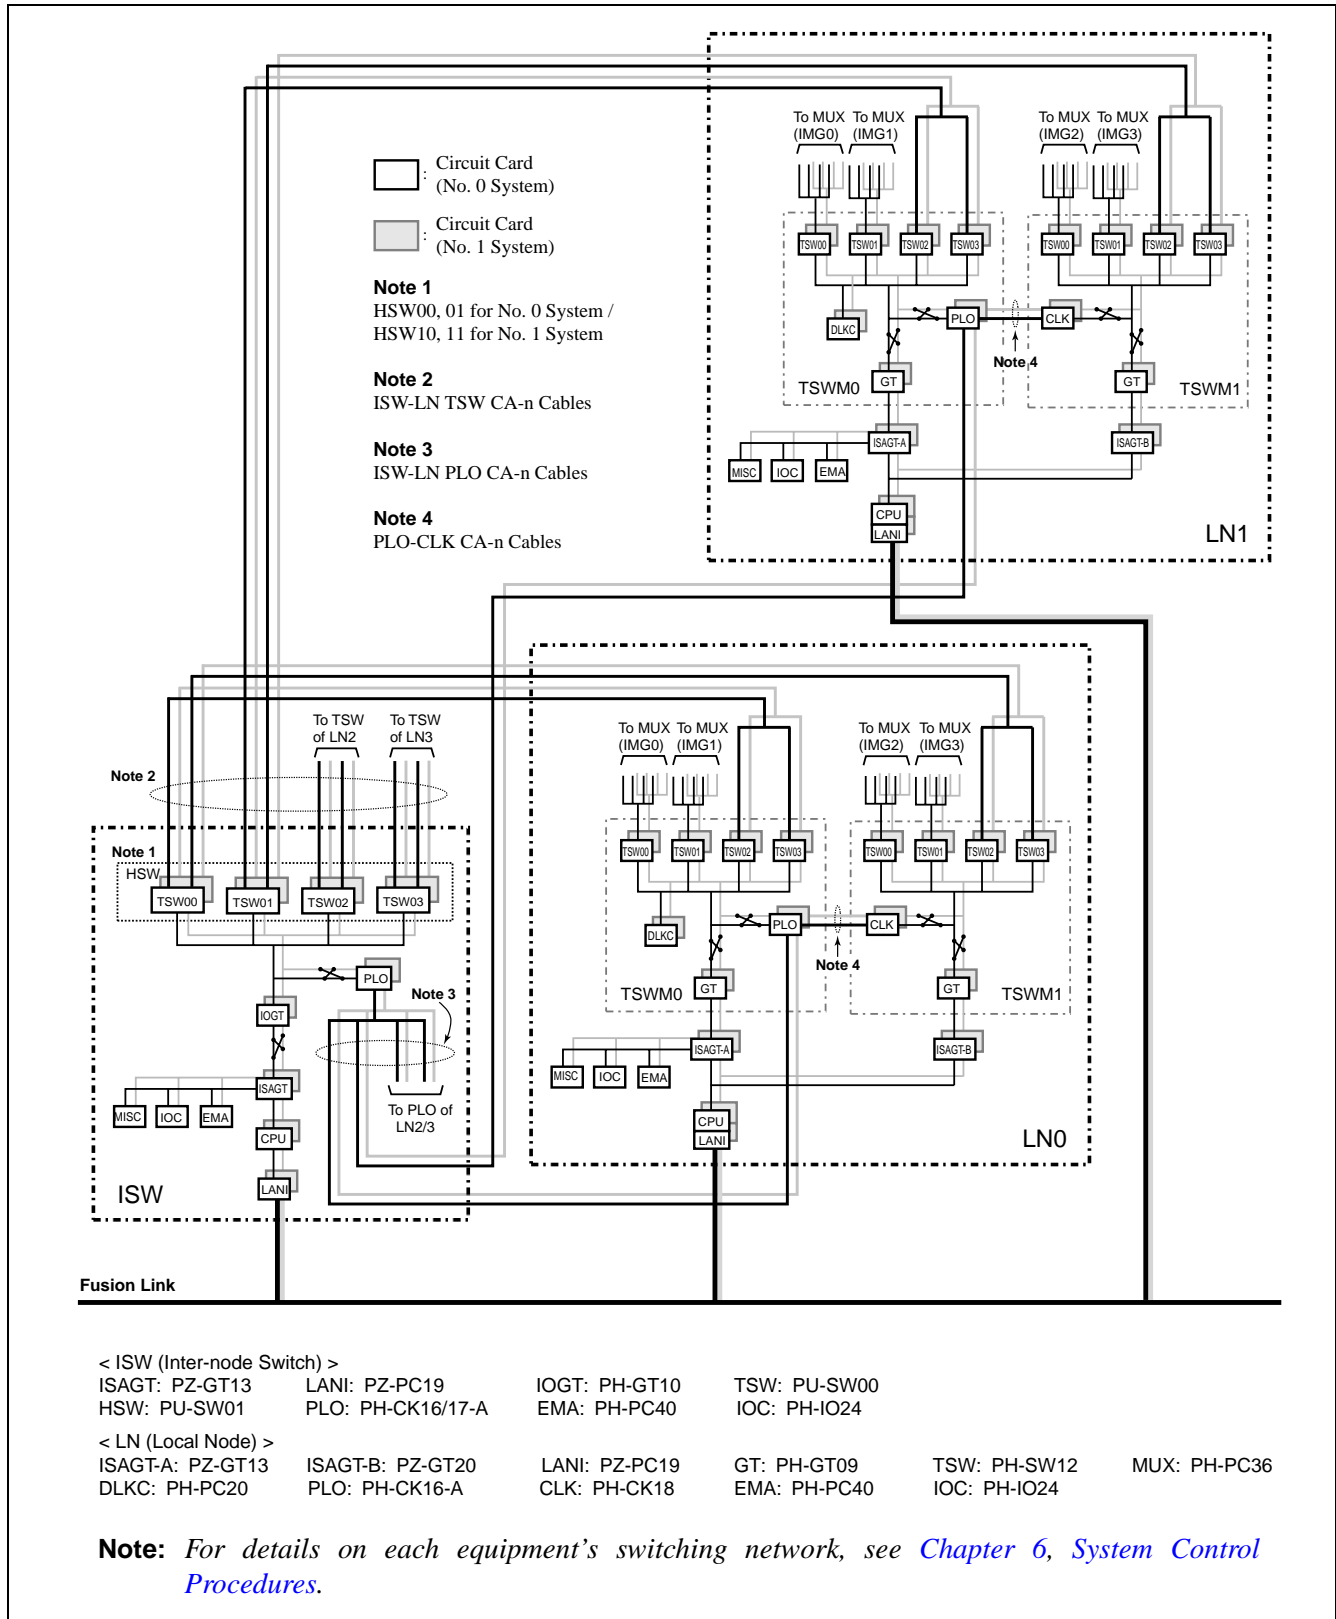 To MUX (IMG0)
To MUX (IMG1)
To MUX (IMG2)
To MUX (IMG3)
: Circuit Card
(No. 0 System)
: Circuit Card
(No. 1 System)
Note 1
HSW00, 01 for No. 0 System /
HSW10, 11 for No. 1 System
Note 2
ISW-LN TSW CA-n Cables
Note 3
ISW-LN PLO CA-n Cables
Note 4
PLO-CLK CA-n Cables
TSW00 TSW01 TSW02 TSW03
TSW00 TSW01 TSW02 TSW03
DLKC
PLO
CLK
Note 4
GT
GT
TSWM0
TSWM1
ISAGT-A
ISAGT-B
MISC IOC EMA
CPU
LANI
LN1
To TSW of LN2
To TSW of LN3
Note 2
To MUX (IMG0)
To MUX (IMG1)
To MUX (IMG2)
To MUX (IMG3)
TSW00 TSW01 TSW02 TSW03
TSW00 TSW01 TSW02 TSW03
DLKC
PLO
CLK
Note 4
GT
GT
TSWM0
TSWM1
ISAGT-A
ISAGT-B
MISC IOC EMA
CPU
LANI
LN0
Note 1
HSW
TSW00 TSW01 TSW02 TSW03
PLO
Note 3
IOGT
ISAGT
MISC IOC EMA
To PLO of
LN2/3
CPU
LANI
ISW
Fusion Link
< ISW (Inter-node Switch) >
ISAGT: PZ-GT13 LANI: PZ-PC19 IOGT: PH-GT10 TSW: PU-SW00
HSW: PU-SW01 PLO: PH-CK16/17-A EMA: PH-PC40 IOC: PH-IO24
< LN (Local Node) >
ISAGT-A: PZ-GT13 ISAGT-B: PZ-GT20 LANI: PZ-PC19 GT: PH-GT09 TSW: PH-SW12 MUX: PH-PC36
DLKC: PH-PC20 PLO: PH-CK16-A CLK: PH-CK18 EMA: PH-PC40 IOC: PH-IO24
Note: For details on each equipment's switching network, see Chapter 6, System Control
Procedures.